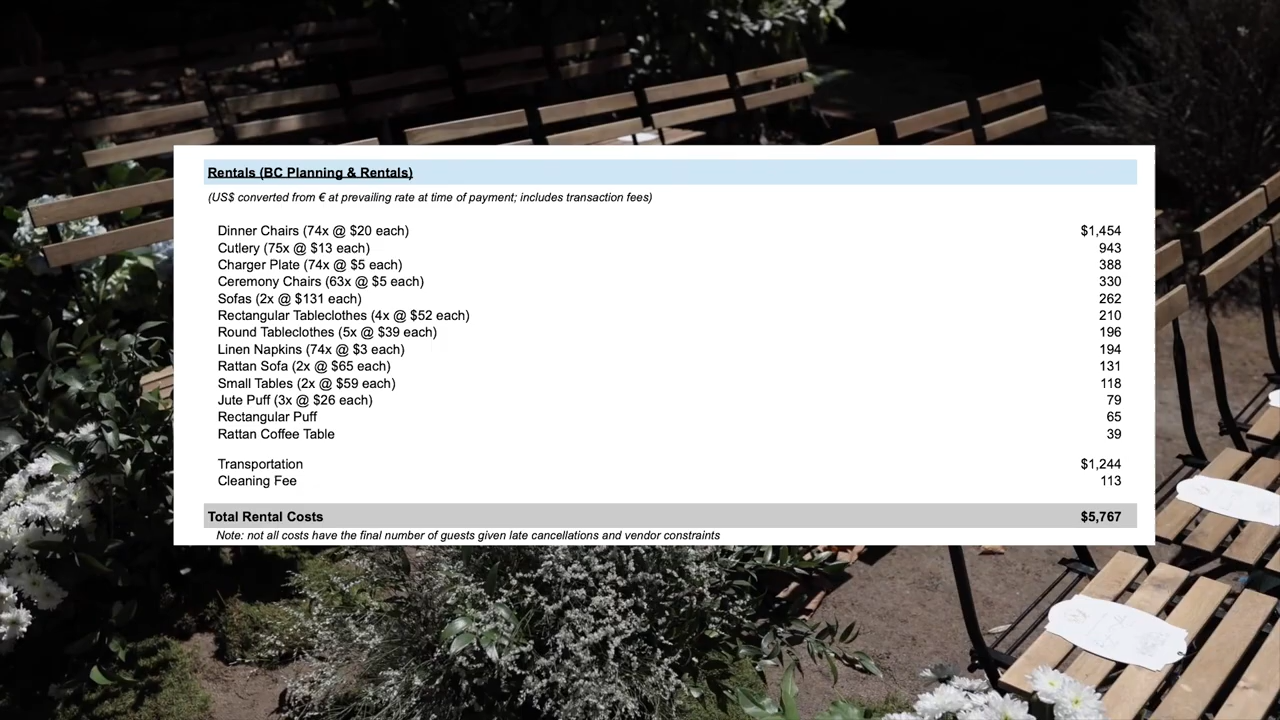 Rentals (BC Planning & Rentals)
(US$ converted from € at prevailing rate at time of payment; includes transaction fees)
Dinner Chairs (74x @ $20 each) $1,454
Cutlery (75x @ $13 each) 943
Charger Plate (74x @ $5 each) 388
Ceremony Chairs (63x @ $5 each) 330
Sofas (2x @ $131 each) 262
Rectangular Tableclothes (4x @ $52 each) 210
Round Tableclothes (5x @ $39 each) 196
Linen Napkins (74x @ $3 each) 194
Rattan Sofa (2x @ $65 each) 131
Small Tables (2x @ $59 each) 118
Jute Puff (3x @ $26 each) 79
Rectangular Puff 65
Rattan Coffee Table 39
Transportation $1,244
Cleaning Fee 113
Total Rental Costs $5,767
Note: not all costs have the final number of guests given late cancellations and vendor constraints